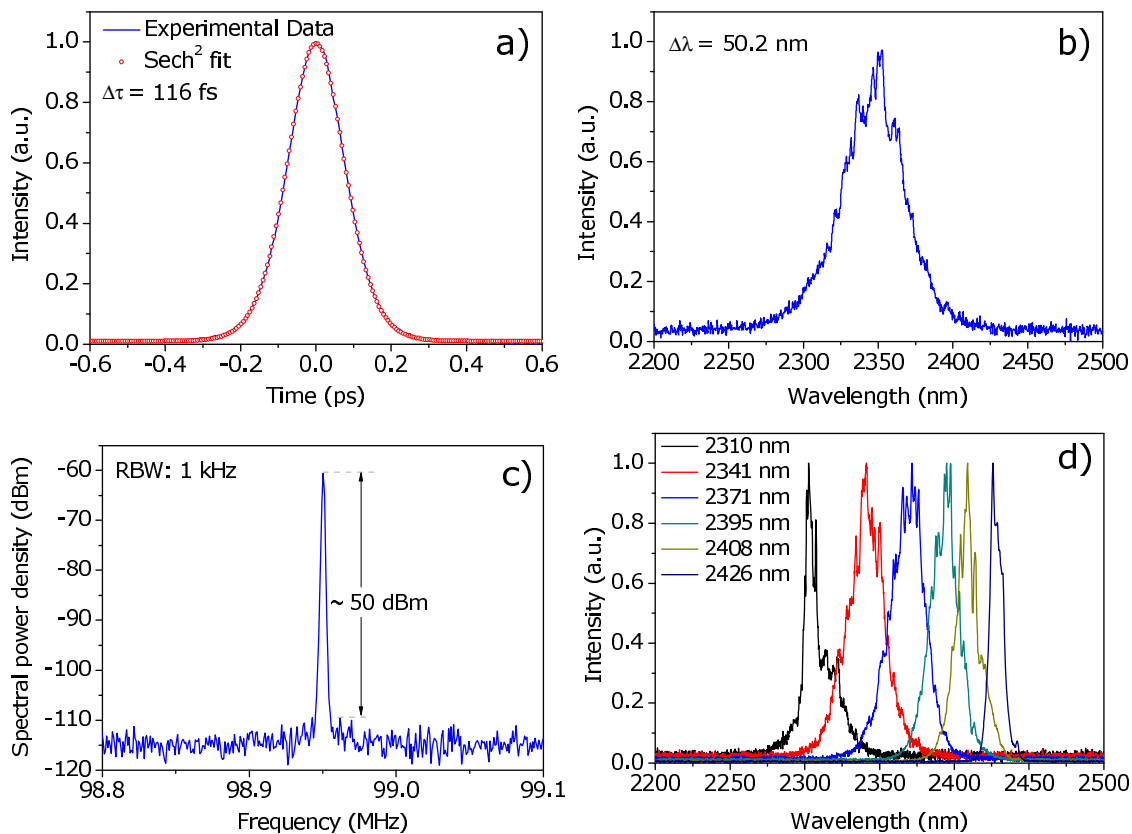 Experimental Data
Sech² fit
Δτ = 116 fs
a)
Intensity (a.u.)
1.0
0.8
0.6
0.4
0.2
0.0
-0.6 -0.4 -0.2 0.0 0.2 0.4 0.6
Time (ps)
Δλ = 50.2 nm
b)
Intensity (a.u.)
1.0
0.8
0.6
0.4
0.2
0.0
2200 2250 2300 2350 2400 2450 2500
Wavelength (nm)
RBW: 1 kHz
c)
~ 50 dBm
Spectral power density (dBm)
-60
-70
-80
-90
-100
-110
-120
98.8 98.9 99.0 99.1
Frequency (MHz)
2310 nm
2341 nm
2371 nm
2395 nm
2408 nm
2426 nm
d)
Intensity (a.u.)
1.0
0.8
0.6
0.4
0.2
0.0
2200 2250 2300 2350 2400 2450 2500
Wavelength (nm)